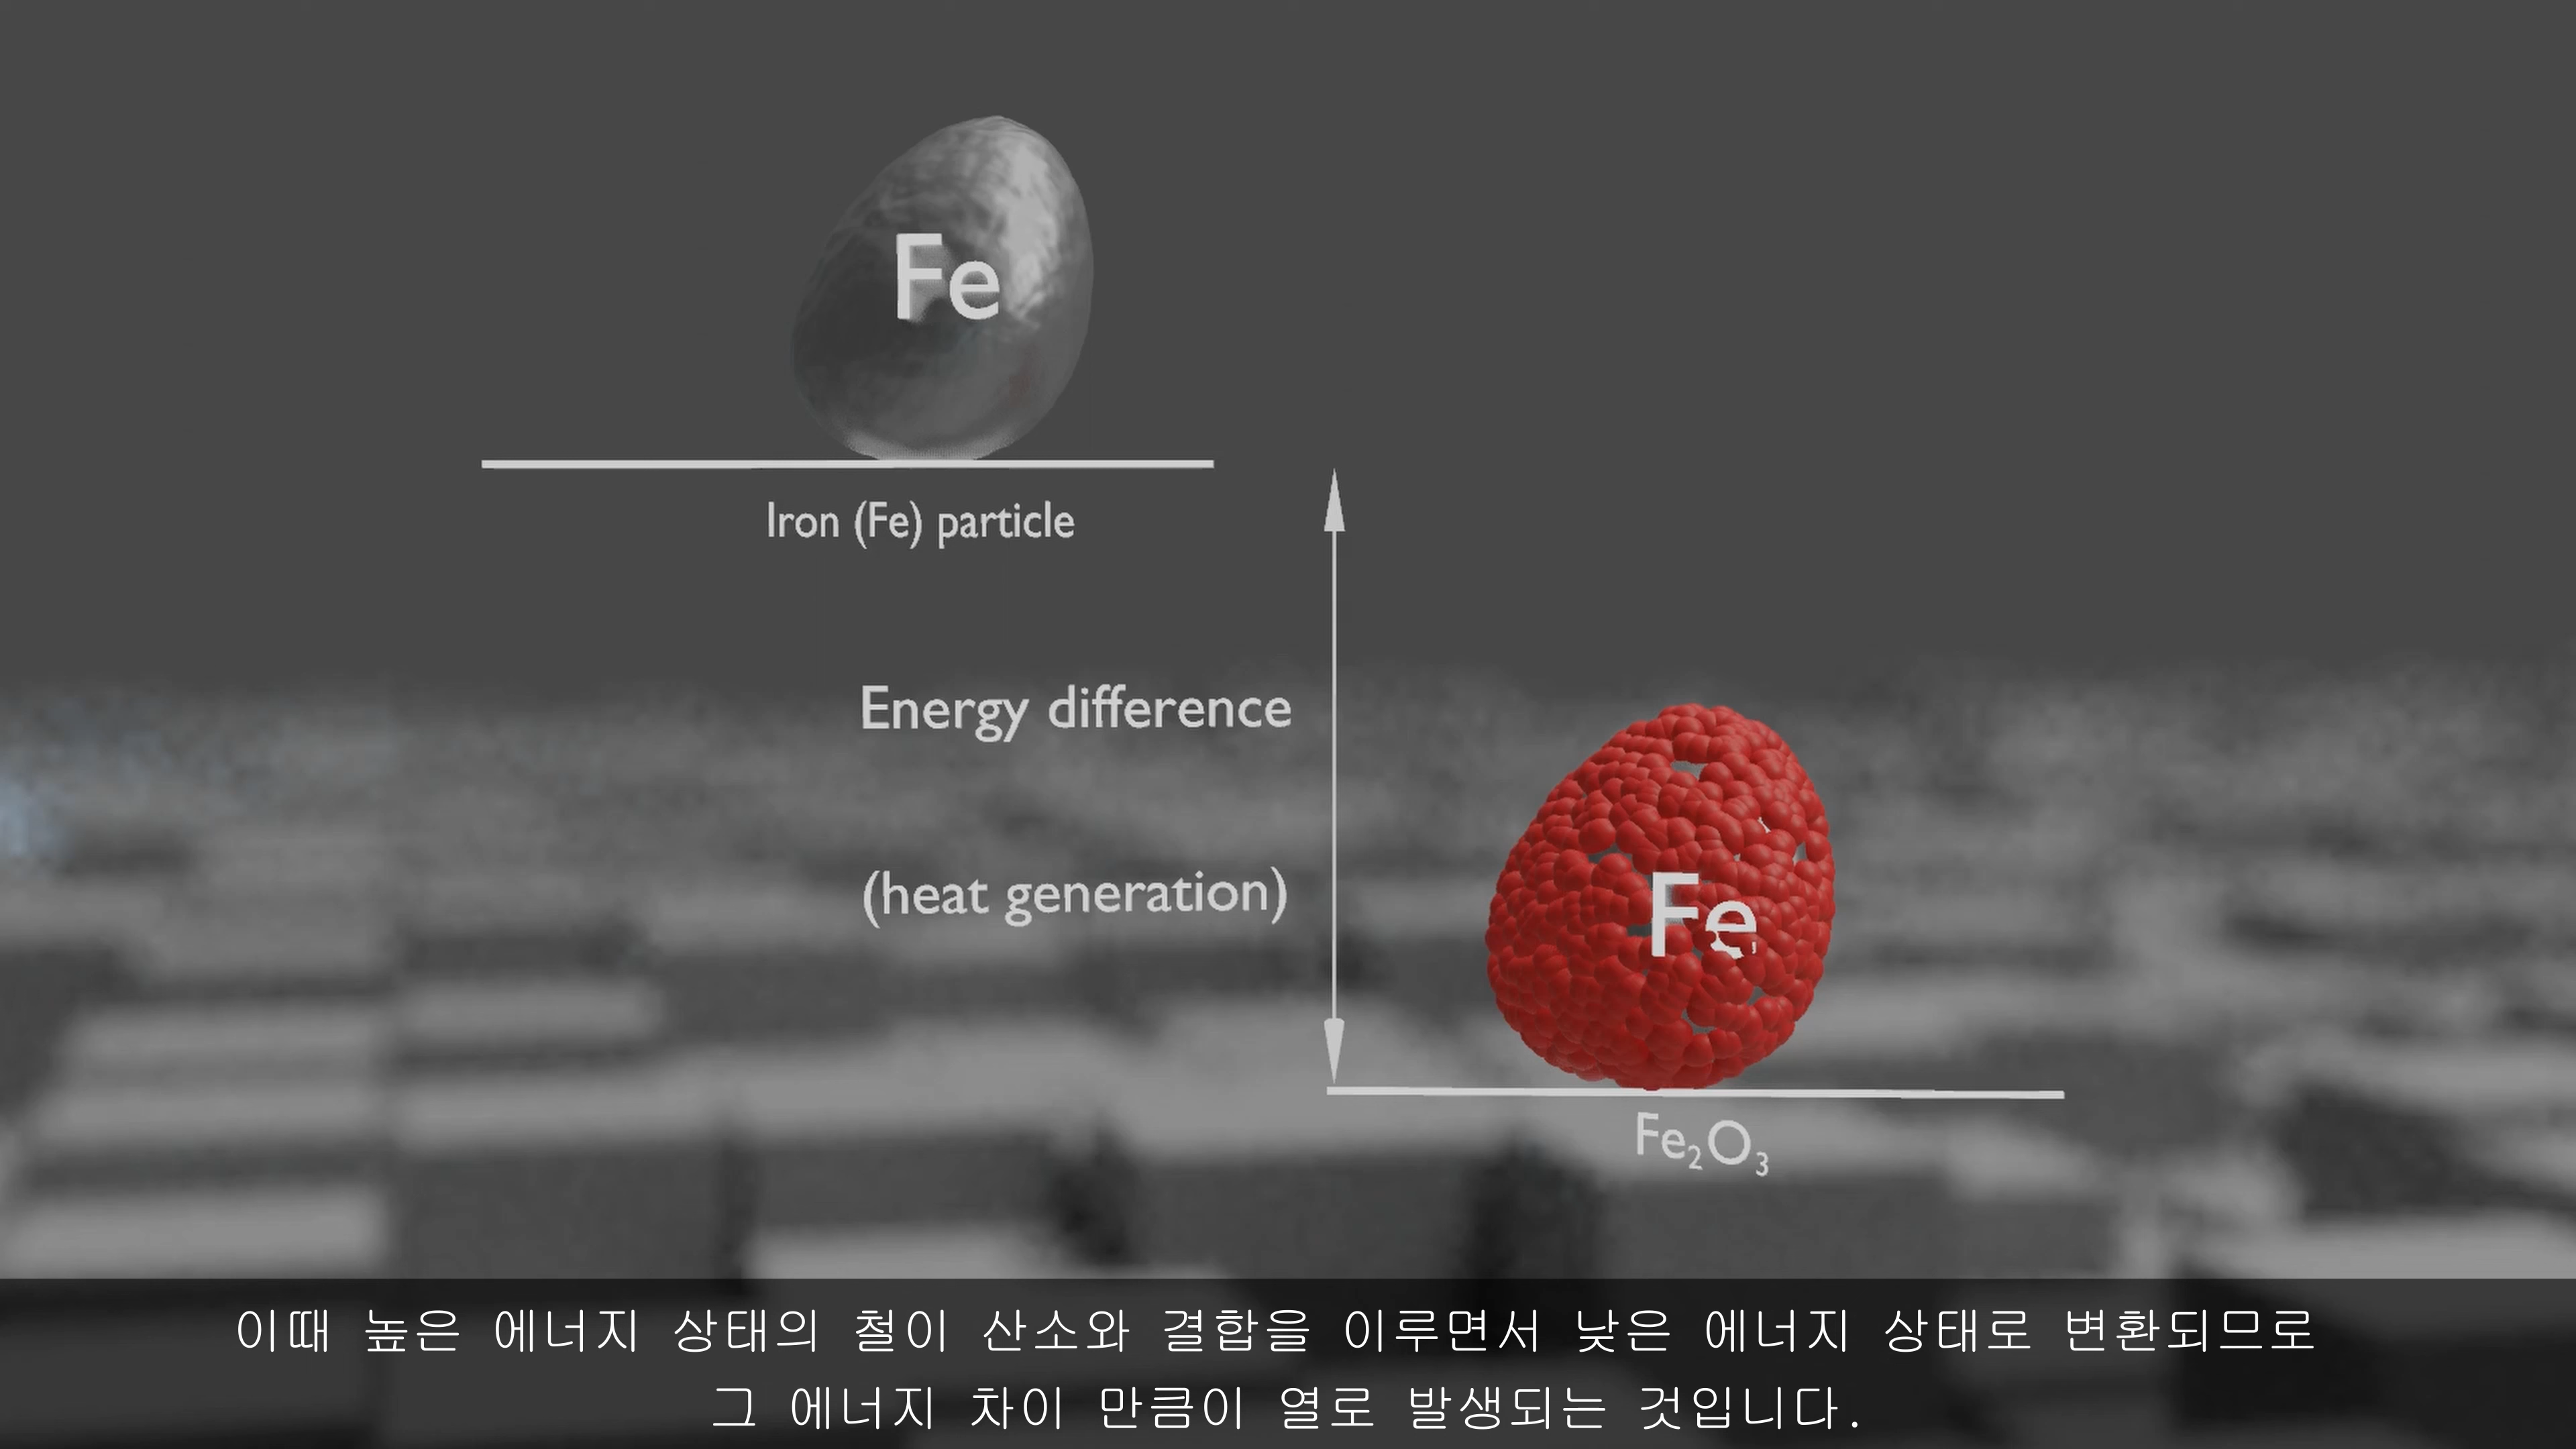 Fe
Iron (Fe) particle
Energy difference
(heat generation)
Fe
Fe₂O₃
이때 높은 에너지 상태의 철이 산소와 결합을 이루면서 낮은 에너지 상태로 변환되므로
그 에너지 차이 만큼이 열로 발생되는 것입니다.